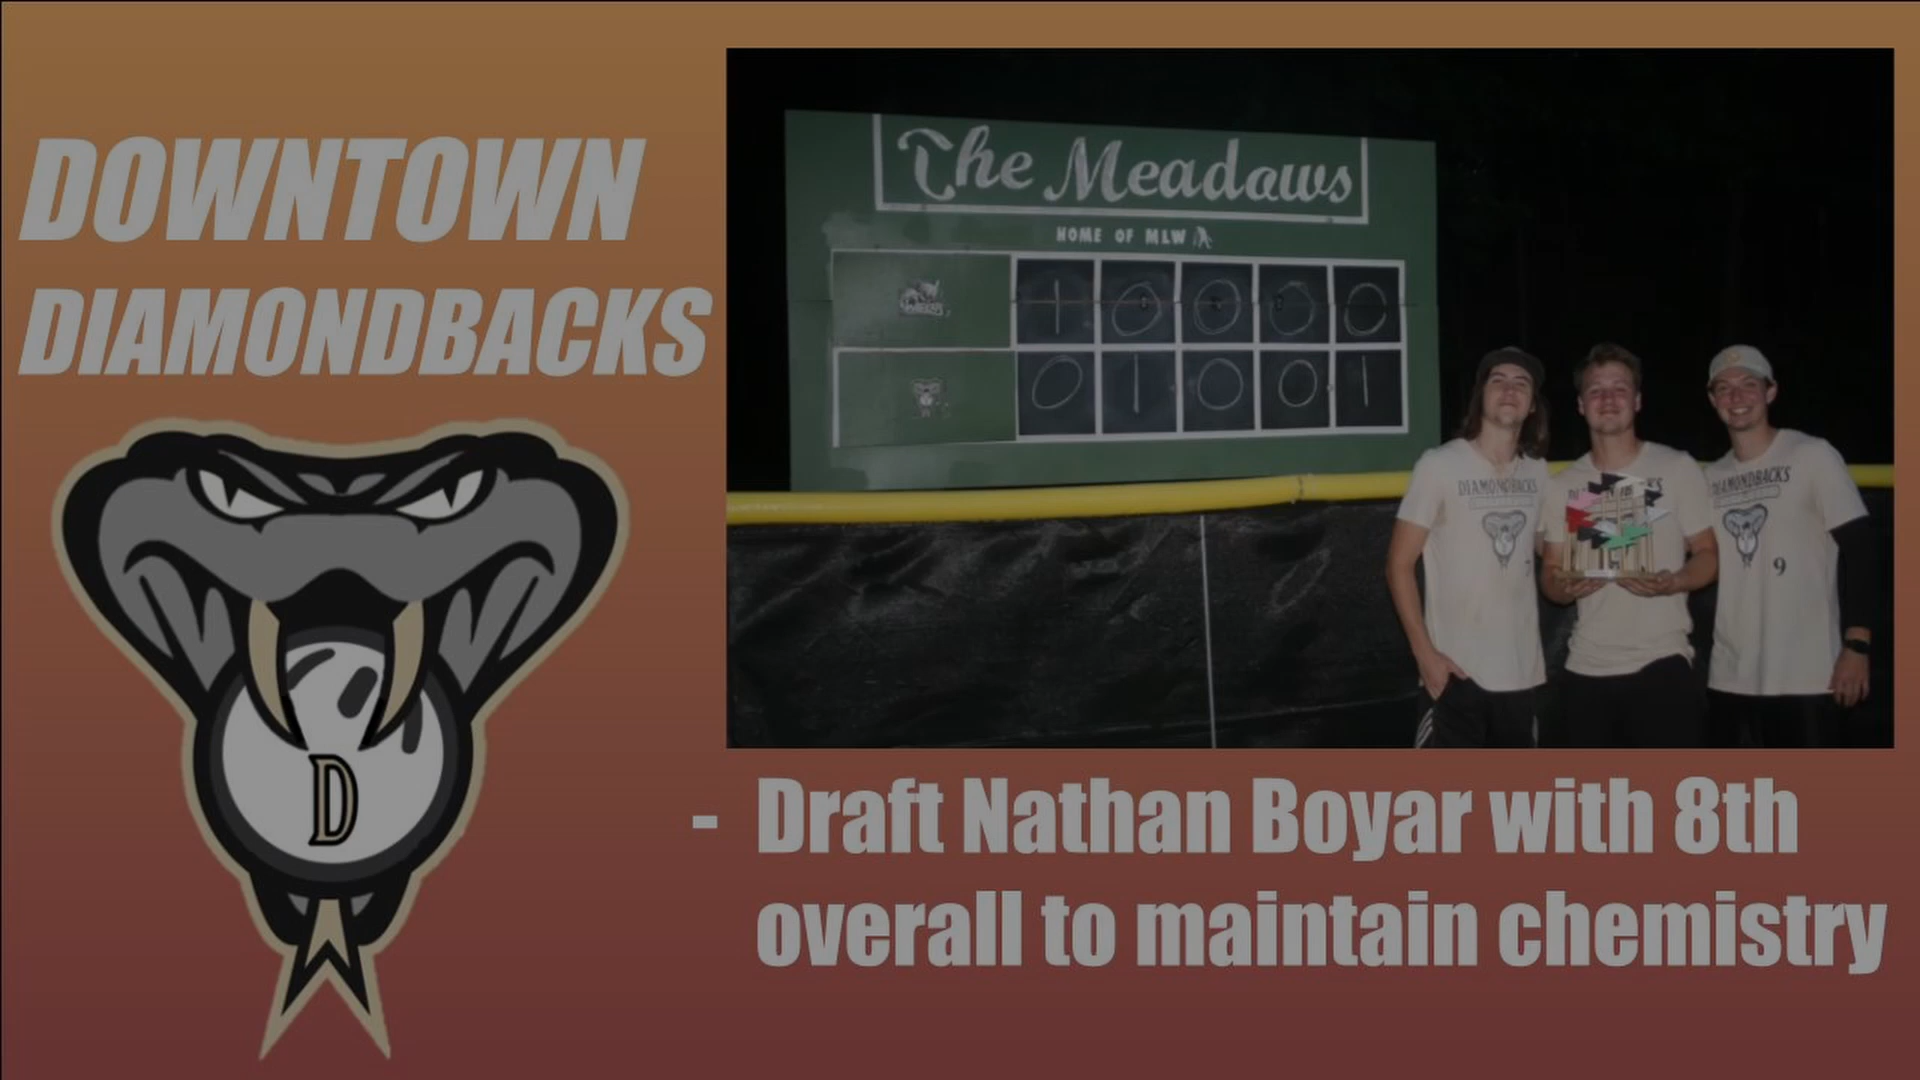 DOWNTOWN
DIAMONDBACKS
D
The Meadows
HOME OF MLW
1 0 0 0 0
0 1 0 0 1
DIAMONDBACKS
DIAMONDBACKS
9
- Draft Nathan Boyar with 8th
overall to maintain chemistry